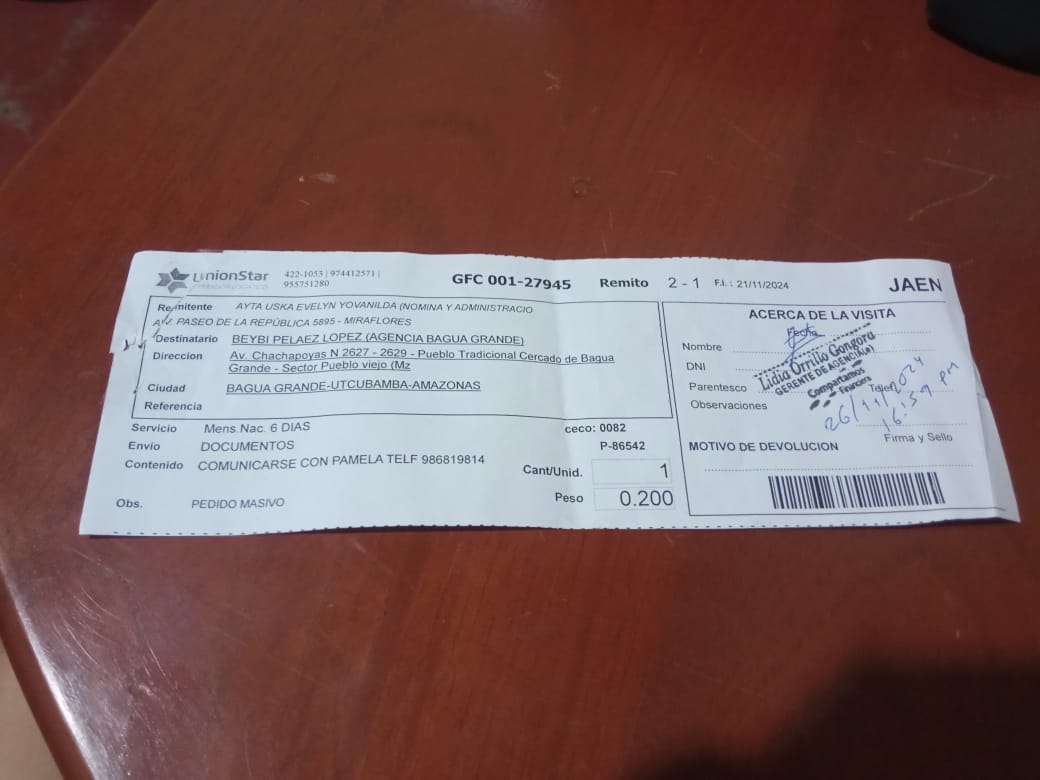 UnionStar
422-1053 | 974412571 |
955751280
GFC 001-27945 Remito 2 - 1 F.I. : 21/11/2024 JAEN
Remitente AYTA USKA EVELYN YOVANILDA (NOMINA Y ADMINISTRACIO
AV. PASEO DE LA REPÚBLICA 5895 - MIRAFLORES
Destinatario BEYBI PELAEZ LOPEZ (AGENCIA BAGUA GRANDE)
Direccion Av. Chachapoyas N 2627 - 2629 - Pueblo Tradicional Cercado de Bagua
Grande - Sector Pueblo viejo (Mz
Ciudad BAGUA GRANDE-UTCUBAMBA-AMAZONAS
Referencia
Servicio Mens.Nac. 6 DIAS ceco: 0082
Envío DOCUMENTOS P-86542
Contenido COMUNICARSE CON PAMELA TELF 986819814
Cant/Unid. 1
Obs. PEDIDO MASIVO
Peso 0.200
ACERCA DE LA VISITA
Fecha
Nombre
DNI
Parentesco Telef
Observaciones
Lidia Orrillo Gongora
GERENTE DE AGENCIA(e)
Compartamos
Financiera
26/11/2024
16:59 pm
Firma y Sello
MOTIVO DE DEVOLUCION